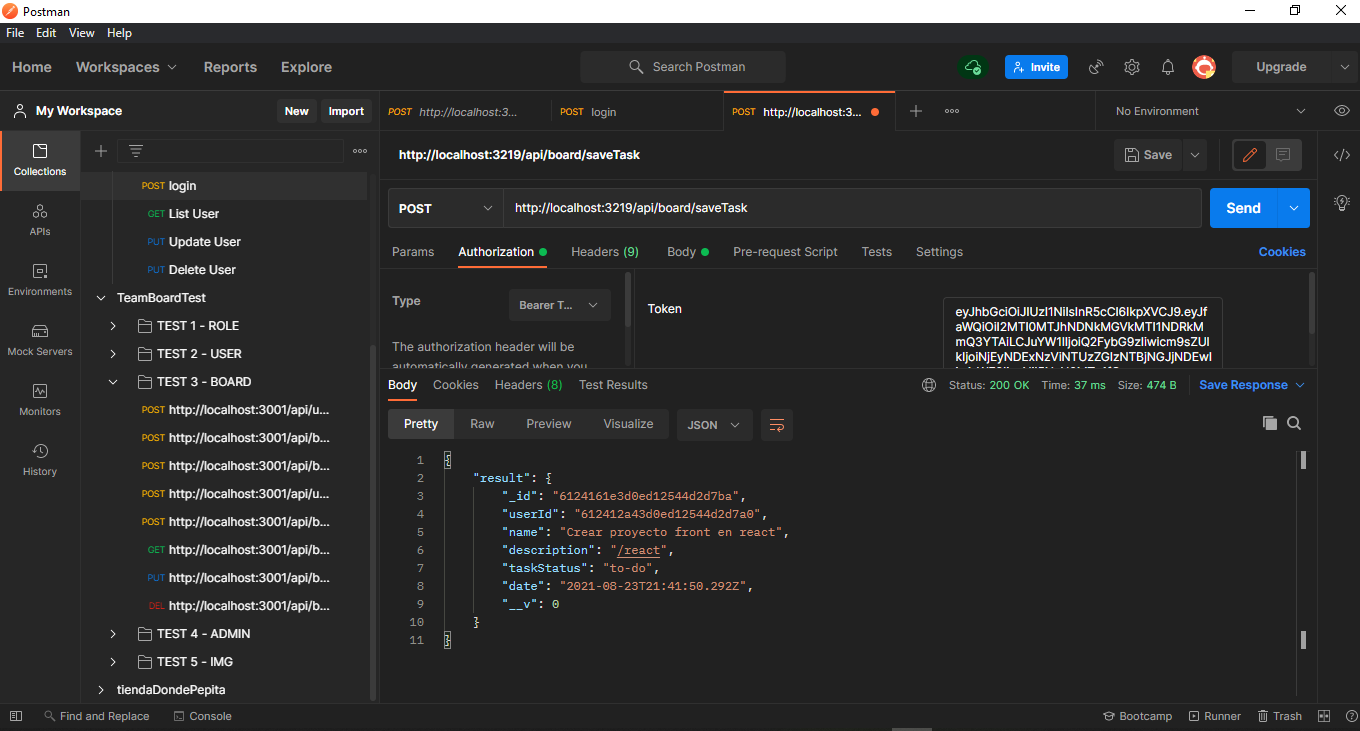 Postman
File Edit View Help
Home Workspaces Reports Explore Search Postman Invite Upgrade
My Workspace New Import
POST http://localhost:3... POST login POST http://localhost:3... No Environment
http://localhost:3219/api/board/saveTask Save
Collections
APIs
Environments
Mock Servers
Monitors
History
POST login
GET List User
PUT Update User
PUT Delete User
TeamBoardTest
TEST 1 - ROLE
TEST 2 - USER
TEST 3 - BOARD
POST http://localhost:3001/api/u...
POST http://localhost:3001/api/b...
POST http://localhost:3001/api/b...
POST http://localhost:3001/api/u...
POST http://localhost:3001/api/b...
GET http://localhost:3001/api/b...
PUT http://localhost:3001/api/b...
DEL http://localhost:3001/api/b...
TEST 4 - ADMIN
TEST 5 - IMG
tiendaDondePepita
POST http://localhost:3219/api/board/saveTask Send
Params Authorization Headers (9) Body Pre-request Script Tests Settings Cookies
Type Bearer T...
The authorization header will be
automatically generated when you
Token
Body Cookies Headers (8) Test Results Status: 200 OK Time: 37 ms Size: 474 B Save Response
Pretty Raw Preview Visualize JSON
1 {
2 "result": {
3 "_id": "6124161e3d0ed12544d2d7ba",
4 "userId": "612412a43d0ed12544d2d7a0",
5 "name": "Crear proyecto front en react",
6 "description": "/react",
7 "taskStatus": "to-do",
8 "date": "2021-08-23T21:41:50.292Z",
9 "__v": 0
10 }
11 }
Find and Replace Console Bootcamp Runner Trash